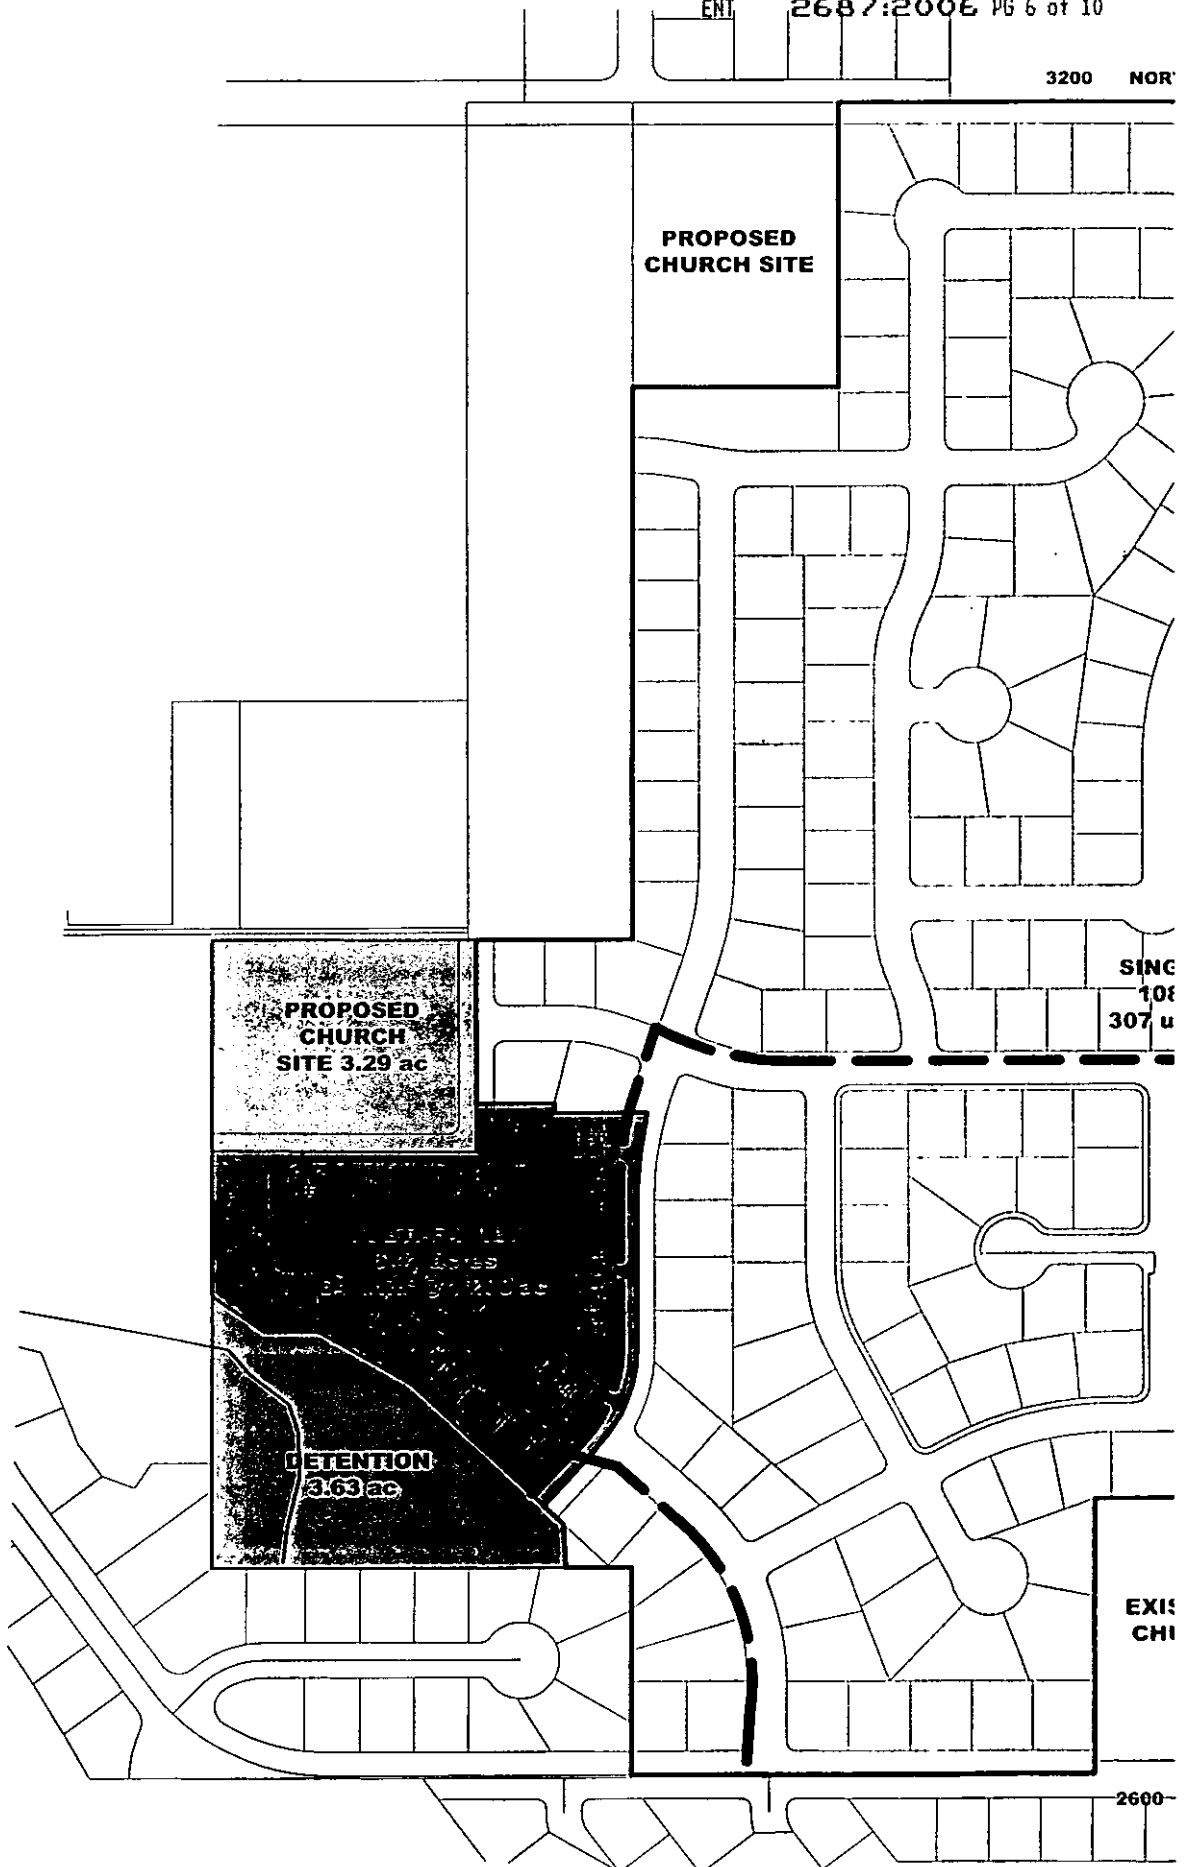 ENT 2687:2006 PG 6 of 10
3200 NOR
PROPOSED
CHURCH SITE
SING
108
307 u
PROPOSED
CHURCH
SITE 3.29 ac
DETENTION
3.63 ac
EXIS
CHU
2600